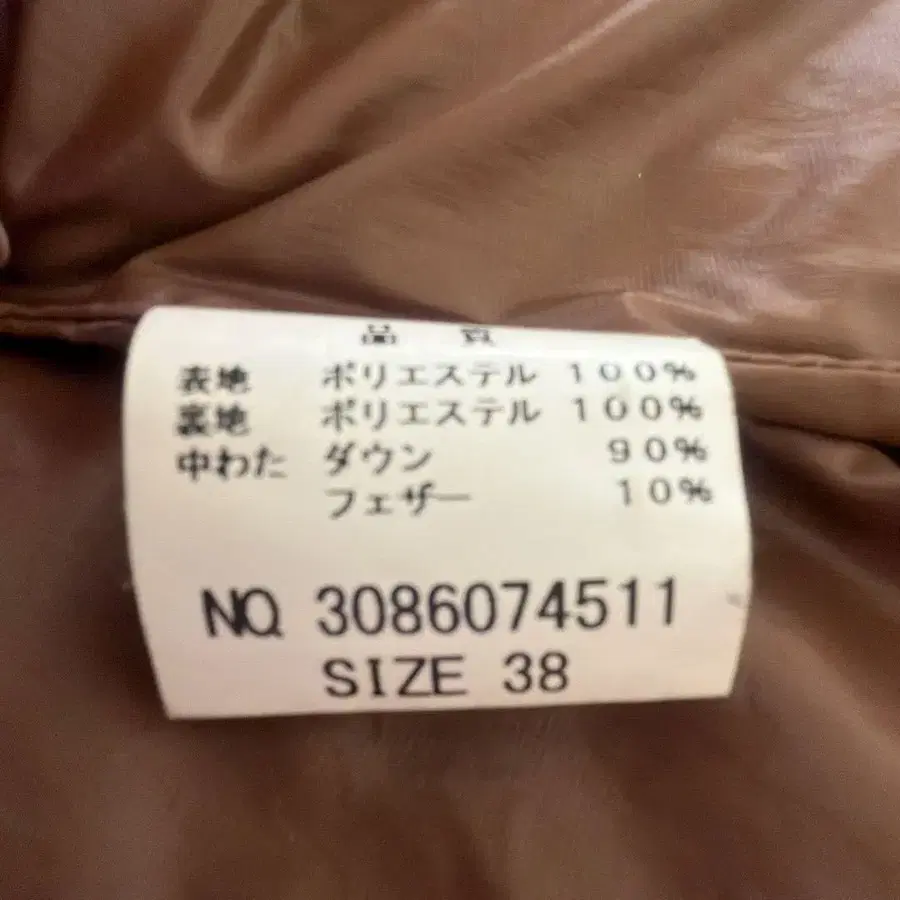 品 質
表地 ポリエステル 100%
裏地 ポリエステル 100%
中わた ダウン 90%
フェザー 10%
NO. 3086074511
SIZE 38